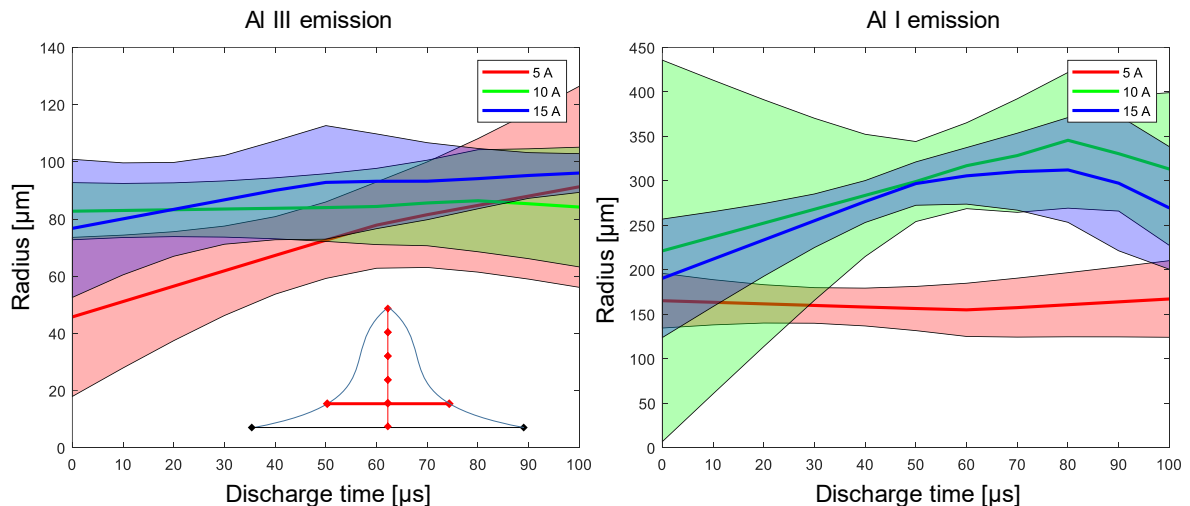 Al III emission
140
120
100
80
60
40
20
0
Radius [µm]
5 A
10 A
15 A
0 10 20 30 40 50 60 70 80 90 100
Discharge time [µs]
Al I emission
450
400
350
300
250
200
150
100
50
0
Radius [µm]
5 A
10 A
15 A
0 10 20 30 40 50 60 70 80 90 100
Discharge time [µs]